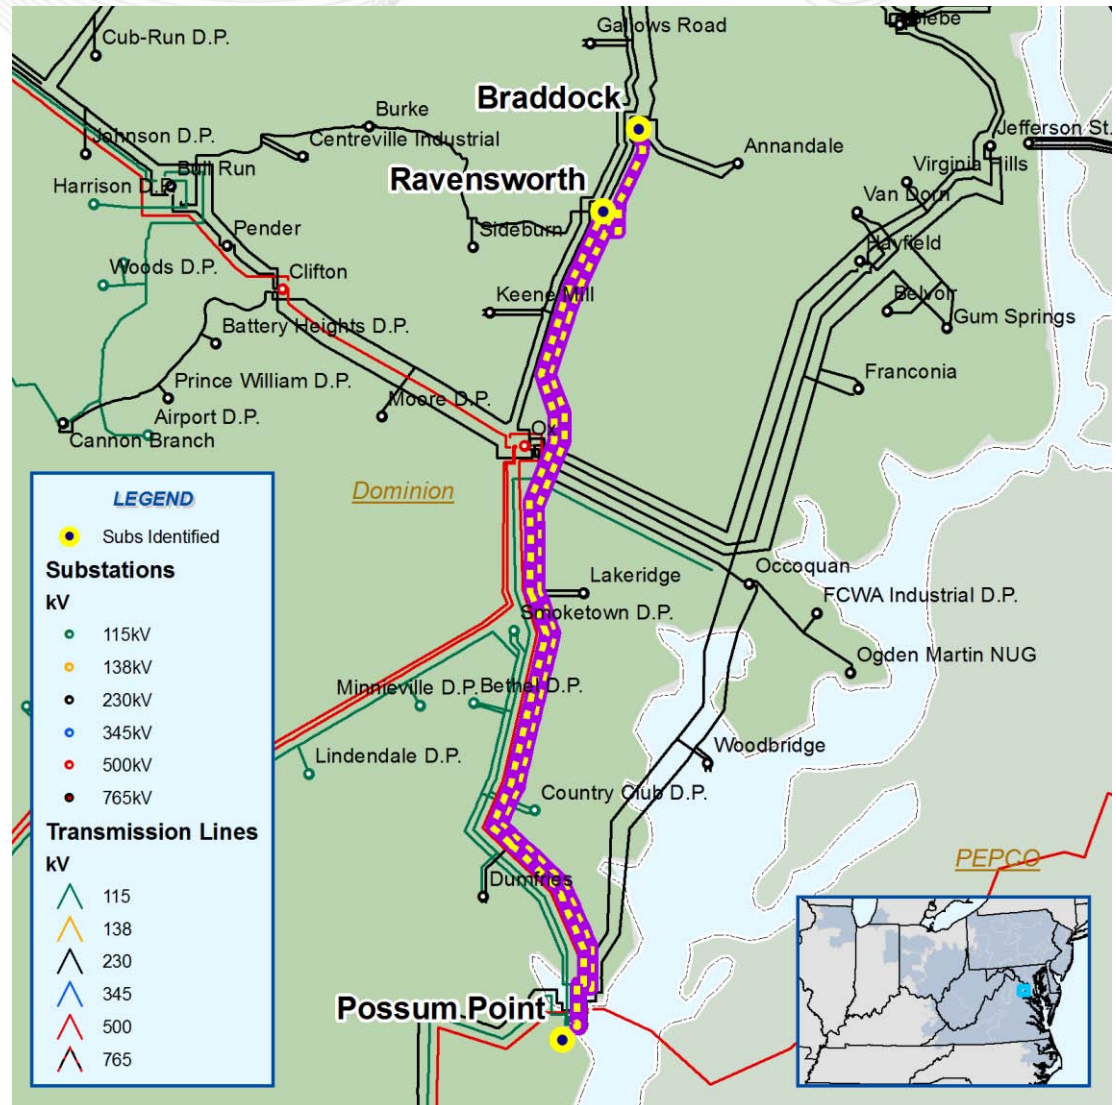 Gallows Road
Cub-Run D.P.
Braddock
Burke
Johnson D.P.
Centreville Industrial
Jefferson St.
Annandale
Virginia Hills
Bull Run
Ravensworth
Harrison D.P.
Van Dorn
Pender
Sideburn
Hayfield
Woods D.P.
Clifton
Keene Mill
Belvoir
Gum Springs
Battery Heights D.P.
Franconia
Prince William D.P.
Moore D.P.
Airport D.P.
Ox
Cannon Branch
Dominion
LEGEND
Subs Identified
Substations
kV
115kV
138kV
230kV
345kV
500kV
765kV
Transmission Lines
kV
115
138
230
345
500
765
Occoquan
Lakeridge
FCWA Industrial D.P.
Smoketown D.P.
Ogden Martin NUG
Minnieville D.P.
Bethel D.P.
Woodbridge
Lindendale D.P.
Country Club D.P.
PEPCO
Dumfries
Possum Point